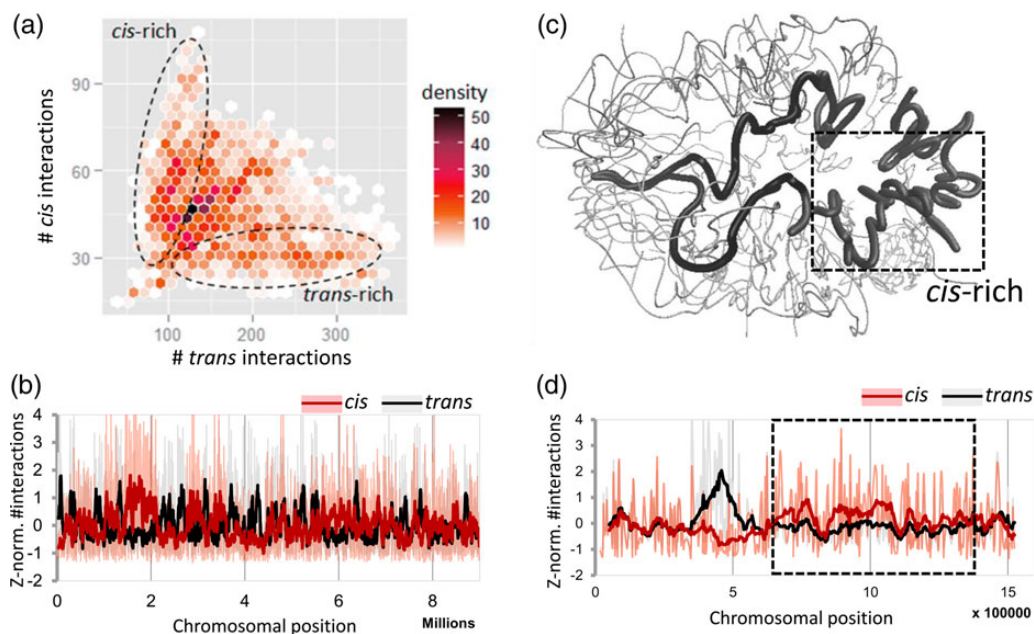 (a)
cis-rich
# cis interactions
90
60
30
100 200 300
# trans interactions
trans-rich
density
50
40
30
20
10
(c)
cis-rich
(b)
cis trans
Z-norm. #interactions
4
3
2
1
0
-1
-2
0 2 4 6 8
Chromosomal position Millions
(d)
cis trans
Z-norm. #interactions
4
3
2
1
0
-1
-2
0 5 10 15
Chromosomal position x 100000